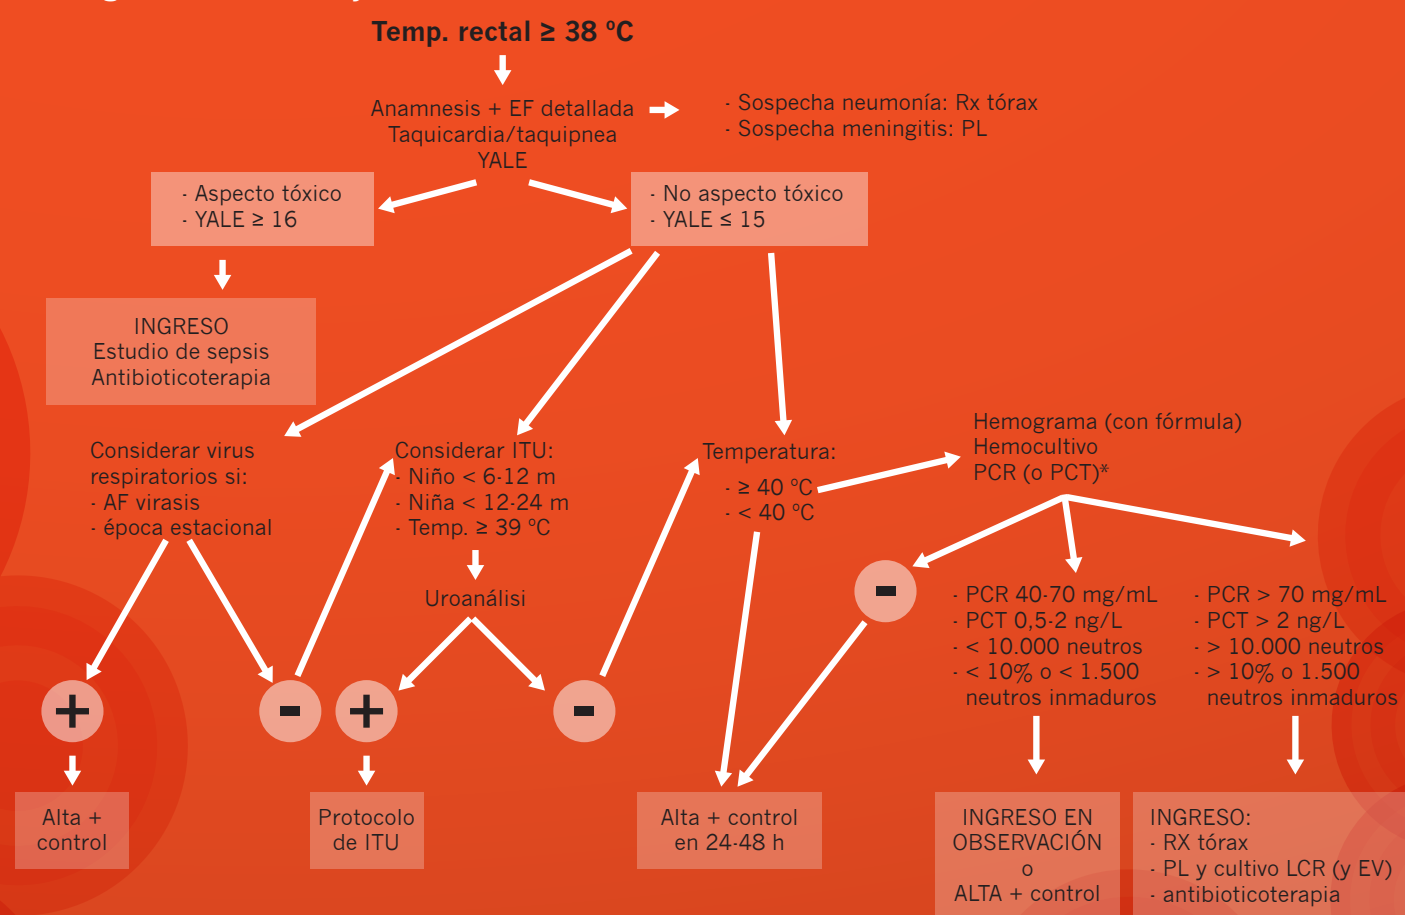 Temp. rectal ≥ 38 ºC
Anamnesis + EF detallada
Taquicardia/taquipnea
YALE
- Sospecha neumonía: Rx tórax
- Sospecha meningitis: PL
- Aspecto tóxico
- YALE ≥ 16
- No aspecto tóxico
- YALE ≤ 15
INGRESO
Estudio de sepsis
Antibioticoterapia
Considerar virus
respiratorios si:
- AF virasis
- época estacional
Considerar ITU:
- Niño < 6-12 m
- Niña < 12-24 m
- Temp. ≥ 39 ºC
Uroanálisi
Temperatura:
- ≥ 40 ºC
- < 40 ºC
Hemograma (con fórmula)
Hemocultivo
PCR (o PCT)*
-
- PCR 40-70 mg/mL
- PCT 0,5-2 ng/L
- < 10.000 neutros
- < 10% o < 1.500
neutros inmaduros
- PCR > 70 mg/mL
- PCT > 2 ng/L
- > 10.000 neutros
- > 10% o 1.500
neutros inmaduros
+
-
+
-
Alta +
control
Protocolo
de ITU
Alta + control
en 24-48 h
INGRESO EN
OBSERVACIÓN
o
ALTA + control
INGRESO:
- RX tórax
- PL y cultivo LCR (y EV)
- antibioticoterapia